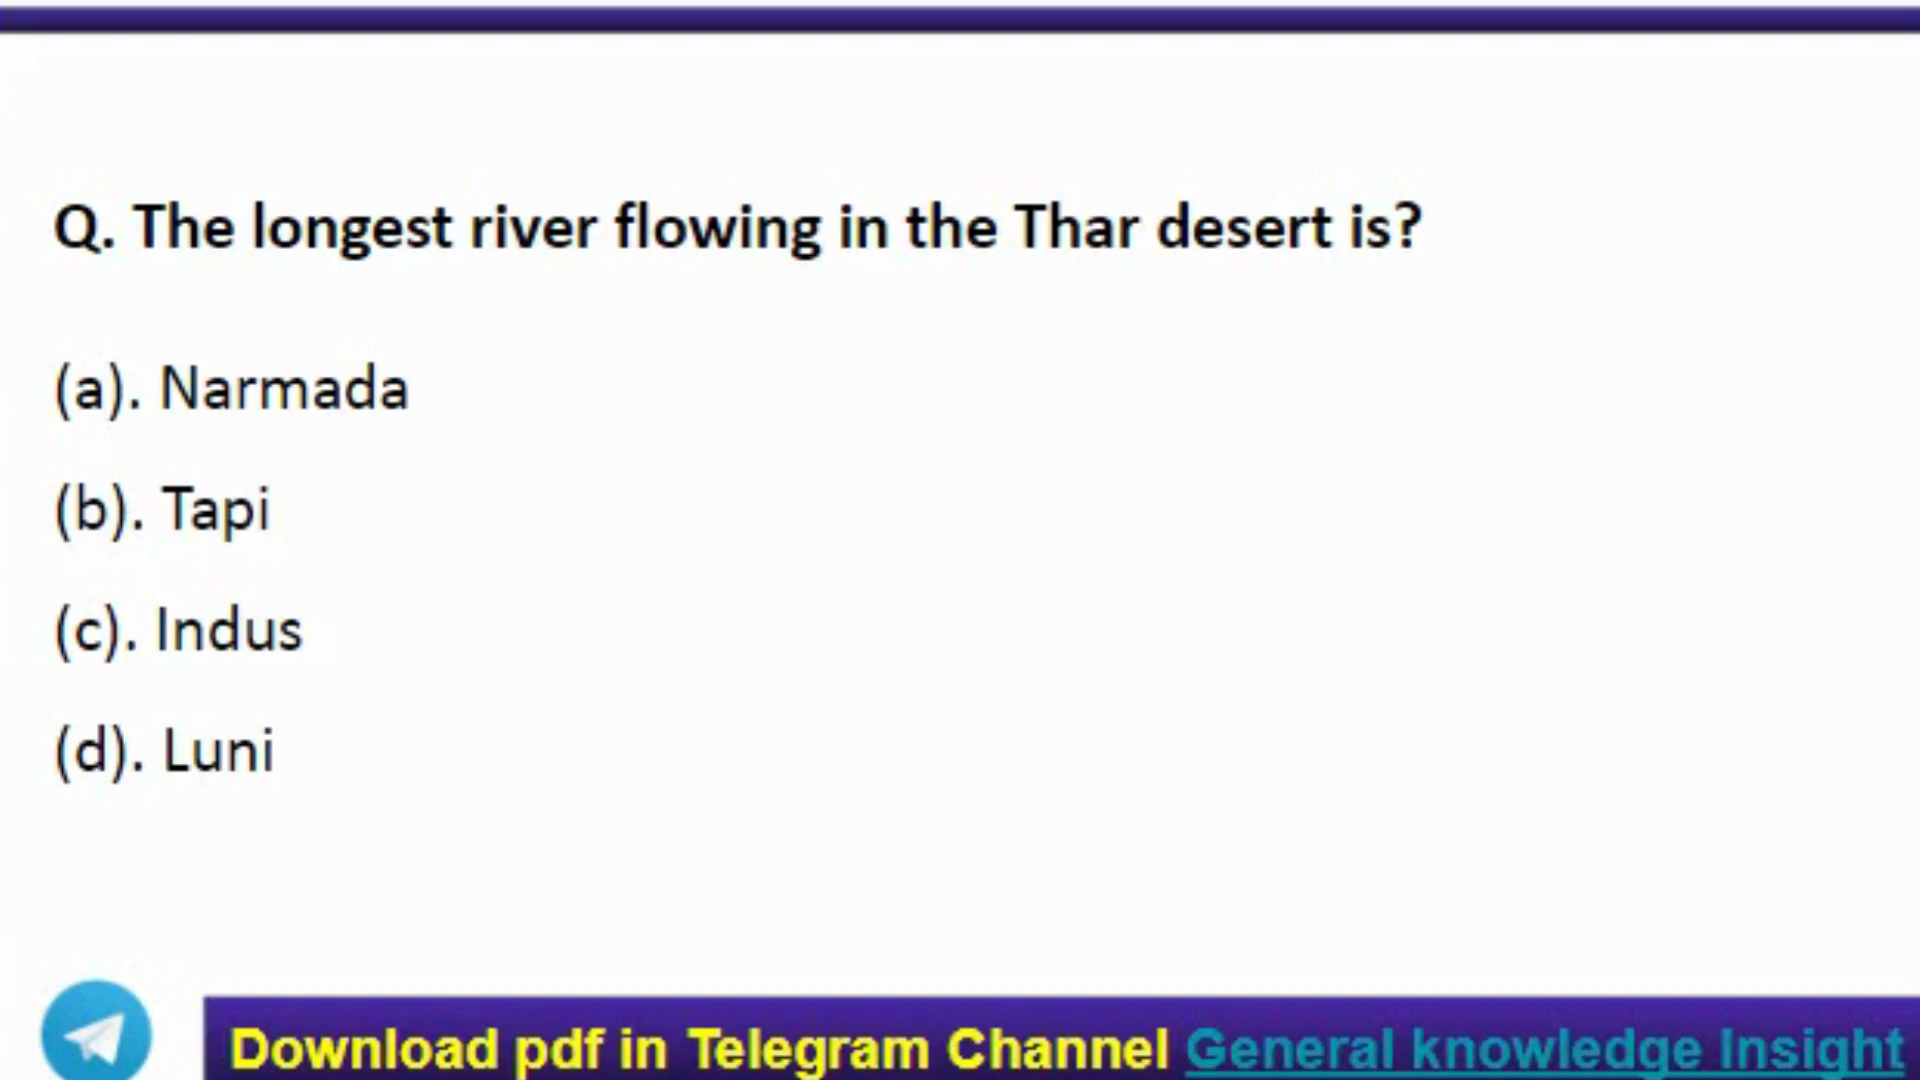 Q. The longest river flowing in the Thar desert is?
(a). Narmada
(b). Tapi
(c). Indus
(d). Luni
Download pdf in Telegram Channel General knowledge Insight